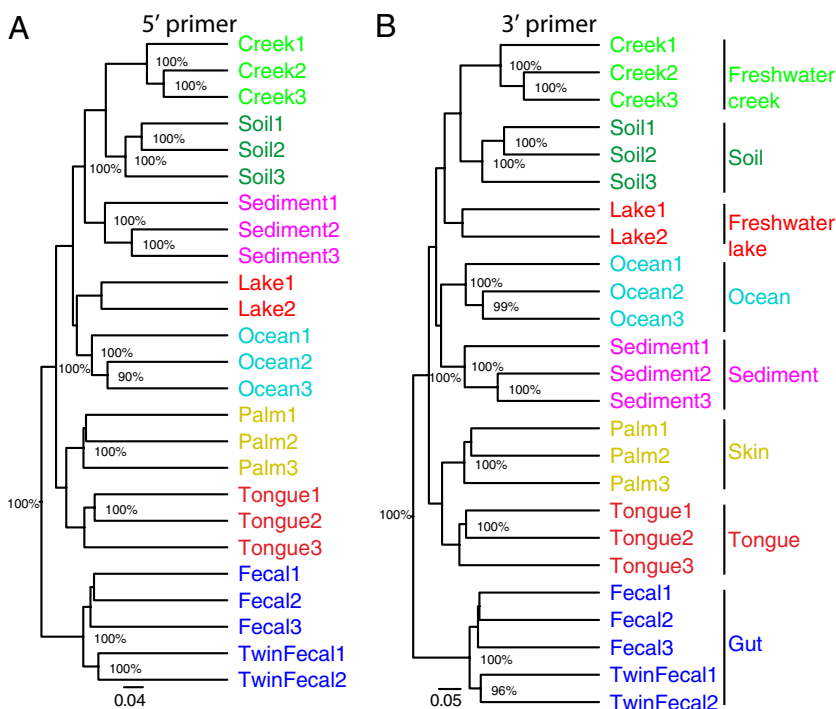 A
5′ primer
Creek1
100%
Creek2
100%
Creek3
Soil1
100%
Soil2
100%
100%
Soil3
Sediment1
100%
Sediment2
100%
Sediment3
Lake1
Lake2
Ocean1
100%
Ocean2
100%
90%
Ocean3
Palm1
Palm2
100%
Palm3
Tongue1
100%
100%
Tongue2
Tongue3
Fecal1
Fecal2
Fecal3
100%
TwinFecal1
100%
TwinFecal2
0.04
B
3′ primer
Creek1
100%
Creek2
100%
Creek3
Freshwater
creek
Soil1
100%
Soil2
100%
Soil3
Soil
Lake1
Lake2
Freshwater
lake
Ocean1
100%
Ocean2
99%
Ocean3
Ocean
Sediment1
100%
Sediment2
100%
100%
Sediment3
Sediment
Palm1
Palm2
100%
Palm3
Skin
Tongue1
100%
100%
Tongue2
Tongue3
Tongue
Fecal1
Fecal2
Fecal3
100%
TwinFecal1
96%
TwinFecal2
Gut
0.05